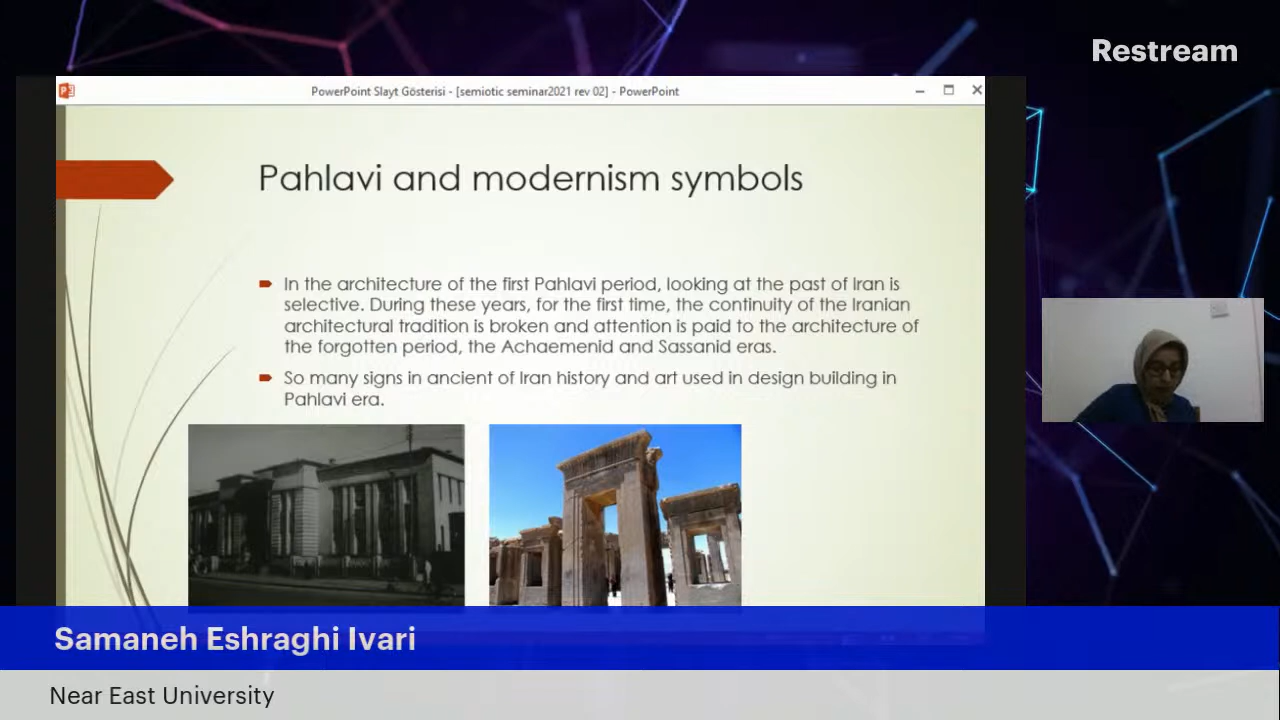 Restream
PowerPoint Slayt Gösterisi - [semiotic seminar2021 rev 02] - PowerPoint
Pahlavi and modernism symbols
In the architecture of the first Pahlavi period, looking at the past of Iran is
selective. During these years, for the first time, the continuity of the Iranian
architectural tradition is broken and attention is paid to the architecture of
the forgotten period, the Achaemenid and Sassanid eras.
So many signs in ancient of Iran history and art used in design building in
Pahlavi era.
Samaneh Eshraghi Ivari
Near East University